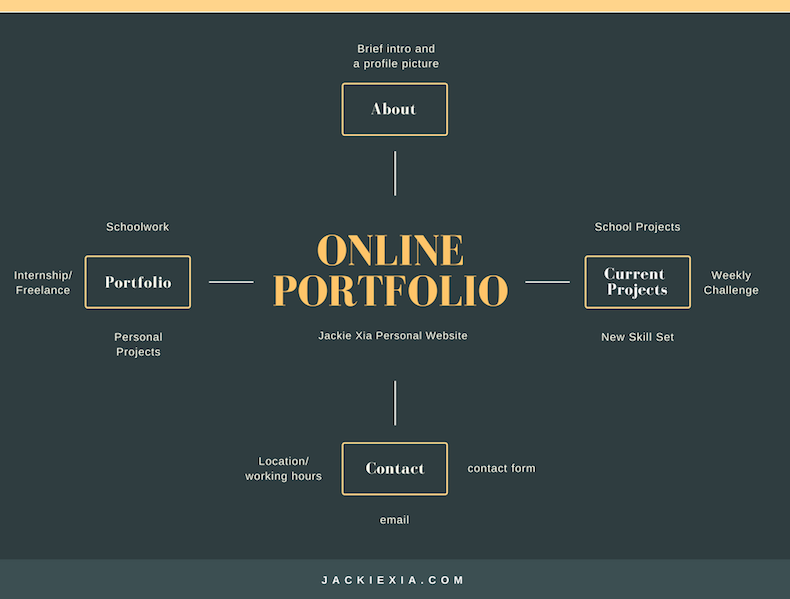 Brief intro and
a profile picture
About
Schoolwork
Internship/
Freelance
Portfolio
Personal
Projects
ONLINE
PORTFOLIO
Jackie Xia Personal Website
School Projects
Current
Projects
Weekly
Challenge
New Skill Set
Location/
working hours
Contact
contact form
email
JACKIEXIA.COM